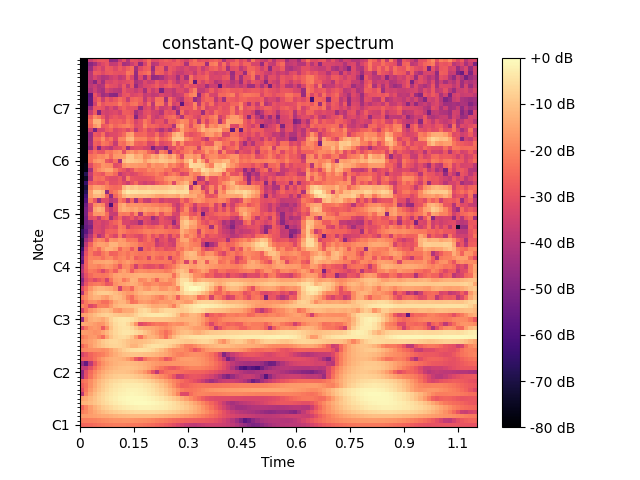 constant-Q power spectrum
Note
C7
C6
C5
C4
C3
C2
C1
0 0.15 0.3 0.45 0.6 0.75 0.9 1.1
Time
+0 dB
-10 dB
-20 dB
-30 dB
-40 dB
-50 dB
-60 dB
-70 dB
-80 dB